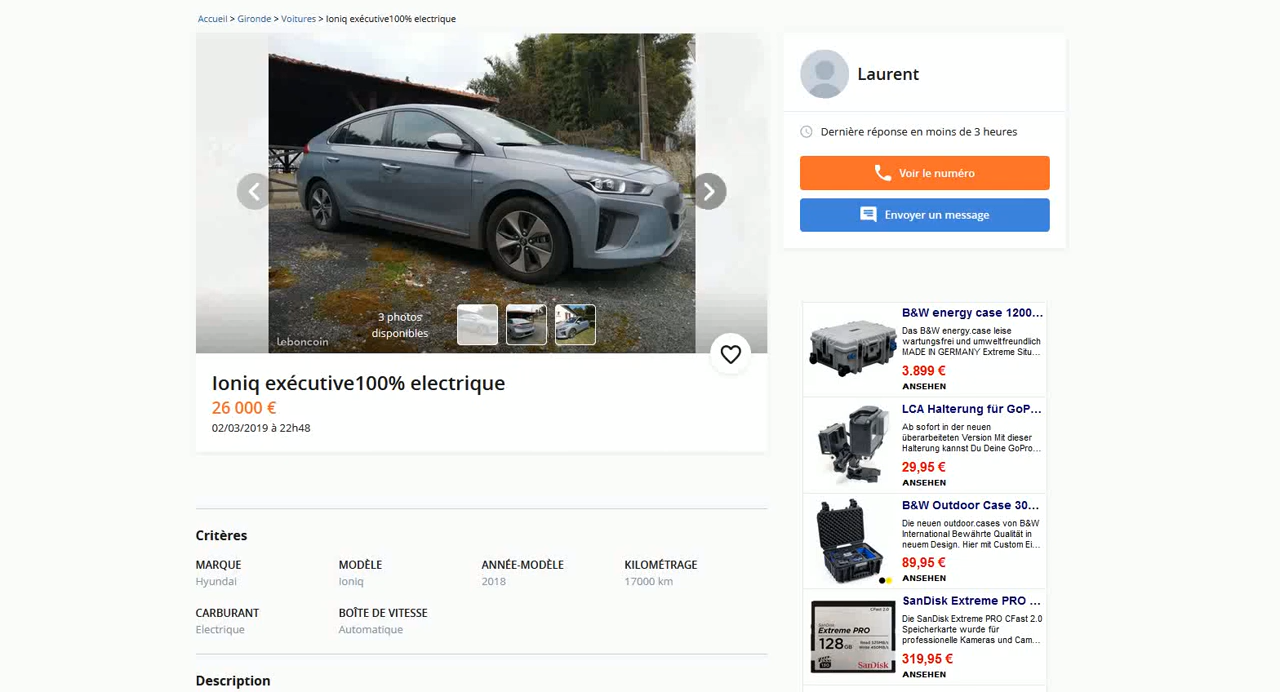 Accueil > Gironde > Voitures > Ioniq exécutive100% electrique
3 photos
disponibles
leboncoin
Ioniq exécutive100% electrique
26 000 €
02/03/2019 à 22h48
Critères
MARQUE
Hyundai
MODÈLE
Ioniq
ANNÉE-MODÈLE
2018
KILOMÉTRAGE
17000 km
CARBURANT
Electrique
BOÎTE DE VITESSE
Automatique
Description
Laurent
Dernière réponse en moins de 3 heures
Voir le numéro
Envoyer un message
B&W energy case 1200...
Das B&W energy.case leise
wartungsfrei und umweltfreundlich
MADE IN GERMANY Extreme Situ...
3.899 €
ANSEHEN
LCA Halterung für GoP...
Ab sofort in der neuen
überarbeiteten Version Mit dieser
Halterung kannst Du Deine GoPro...
29,95 €
ANSEHEN
B&W Outdoor Case 30...
Die neuen outdoor.cases von B&W
International Bewährte Qualität in
neuem Design. Hier mit Custom Ei...
89,95 €
ANSEHEN
SanDisk Extreme PRO ...
Die SanDisk Extreme PRO CFast 2.0
Speicherkarte wurde für
professionelle Kameras und Cam...
319,95 €
ANSEHEN
CFast 2.0
SanDisk
Extreme PRO
128 GB
SanDisk